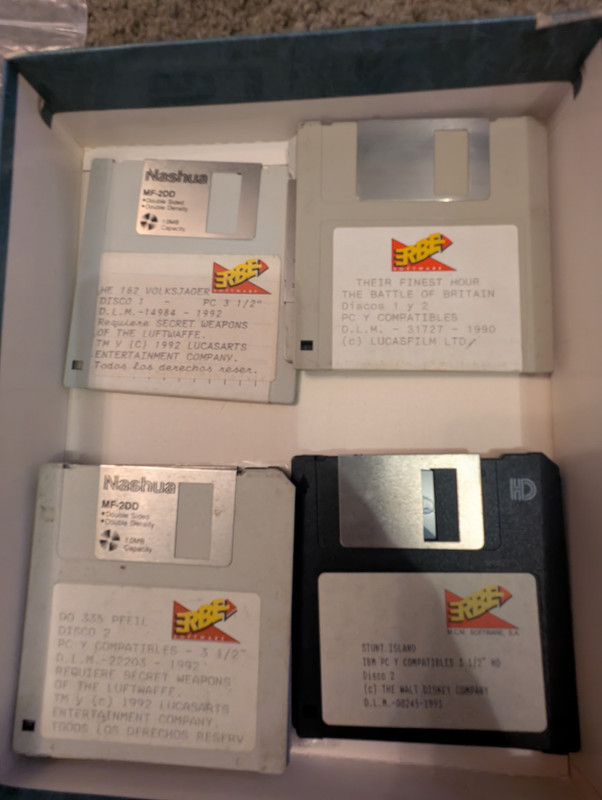 Nashua
MF-2DD
Double Sided
Double Density
1.0MB
Capacity
ERBE
SOFTWARE
HE 162 VOLKSJAGER
DISCO 1 - PC 3 1/2"
D.L.M.-14984 - 1992
Requiere SECRET WEAPONS
OF THE LUFTWAFFE.
TM y (C) 1992 LUCASARTS
ENTERTAINMENT COMPANY.
Todos los derechos reser.
ERBE
SOFTWARE
THEIR FINEST HOUR
THE BATTLE OF BRITAIN
Discos 1 y 2
PC Y COMPATIBLES
D.L.M. - 31727 - 1990
(c) LUCASFILM LTD/
Nashua
MF-2DD
Double Sided
Double Density
1.0MB
Capacity
ERBE
SOFTWARE
DO 335 PFEIL
DISCO 2
PC Y COMPATIBLES - 3 1/2"
D.L.M.-22203 - 1992
REQUIERE SECRET WEAPONS
OF THE LUFTWAFFE.
TM y (c) 1992 LUCASARTS
ENTERTAINMENT COMPANY.
TODOS LOS DERECHOS RESERV
HD
ERBE
M.C.M. SOFTWARE, S.A.
STUNT ISLAND
IBM PC Y COMPATIBLES 3 1/2" HD
Disco 2
(c) THE WALT DISNEY COMPANY
D.L.M.-08245-1993